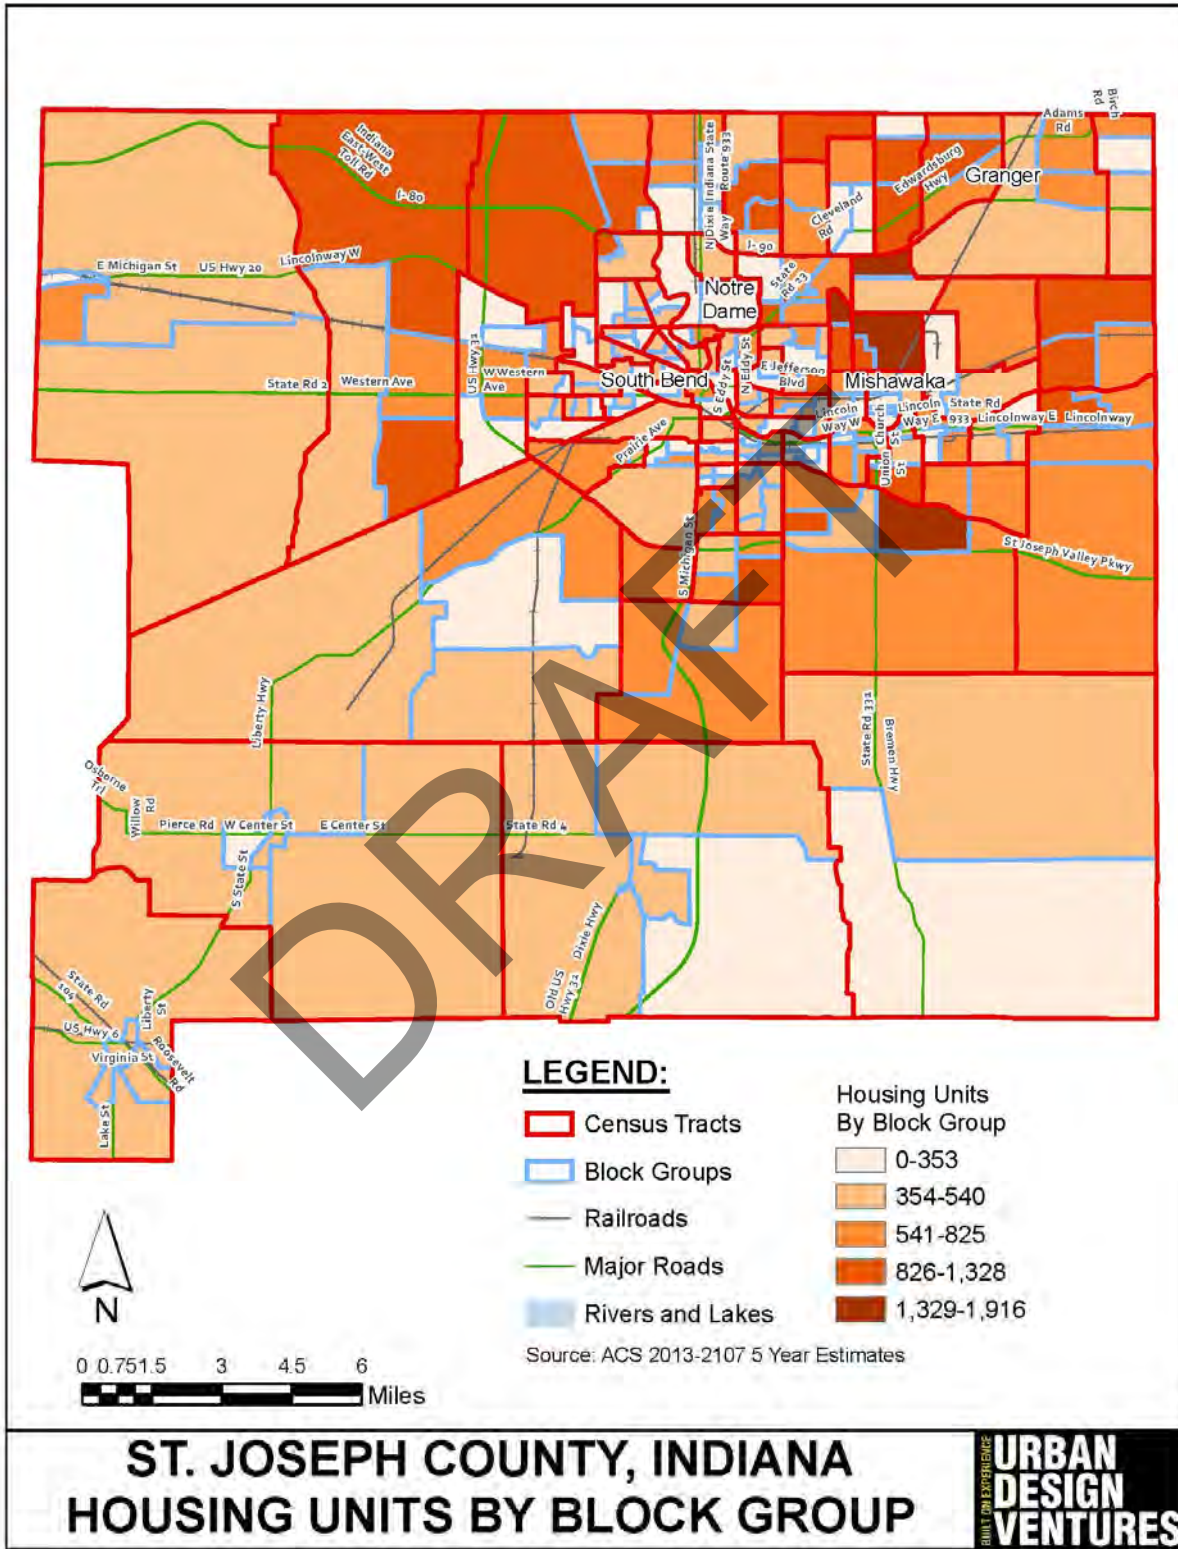 Birch
Rd
Adams
Rd
Indiana
East-West
Toll Rd
I-80
N Dixie Indiana State
Way Route 933
Edwardsburg
Hwy
Granger
Cleveland
Rd
I-90
State
Rd 23
E Michigan St
US Hwy 20
Lincolnway W
Notre
Dame
US Hwy 31
W Western
Ave
State Rd 2
Western Ave
South Bend
S Eddy St
N Eddy St
E Jefferson
Blvd
Mishawaka
Lincoln
Way W
Church
St
Lincoln
Way E
State Rd
933
Lincolnway E
Lincolnway
Union
St
Prairie Ave
S Michigan St
St Joseph Valley Pkwy
Liberty Hwy
State Rd 331
Bremen Hwy
Osborne
Trl
Willow
Rd
Pierce Rd
W Center St
E Center St
State Rd 4
S State St
Old US
Hwy 31
Dixie Hwy
State Rd
104
Liberty
St
US Hwy 6
Virginia St
Roosevelt
Rd
Lake St
DRAFT
LEGEND:
Census Tracts
Block Groups
Railroads
Major Roads
Rivers and Lakes
Housing Units
By Block Group
0-353
354-540
541-825
826-1,328
1,329-1,916
Source: ACS 2013-2107 5 Year Estimates
N
0 0.75 1.5 3 4.5 6
Miles
ST. JOSEPH COUNTY, INDIANA
HOUSING UNITS BY BLOCK GROUP
BUILT ON EXPERIENCE
URBAN
DESIGN
VENTURES